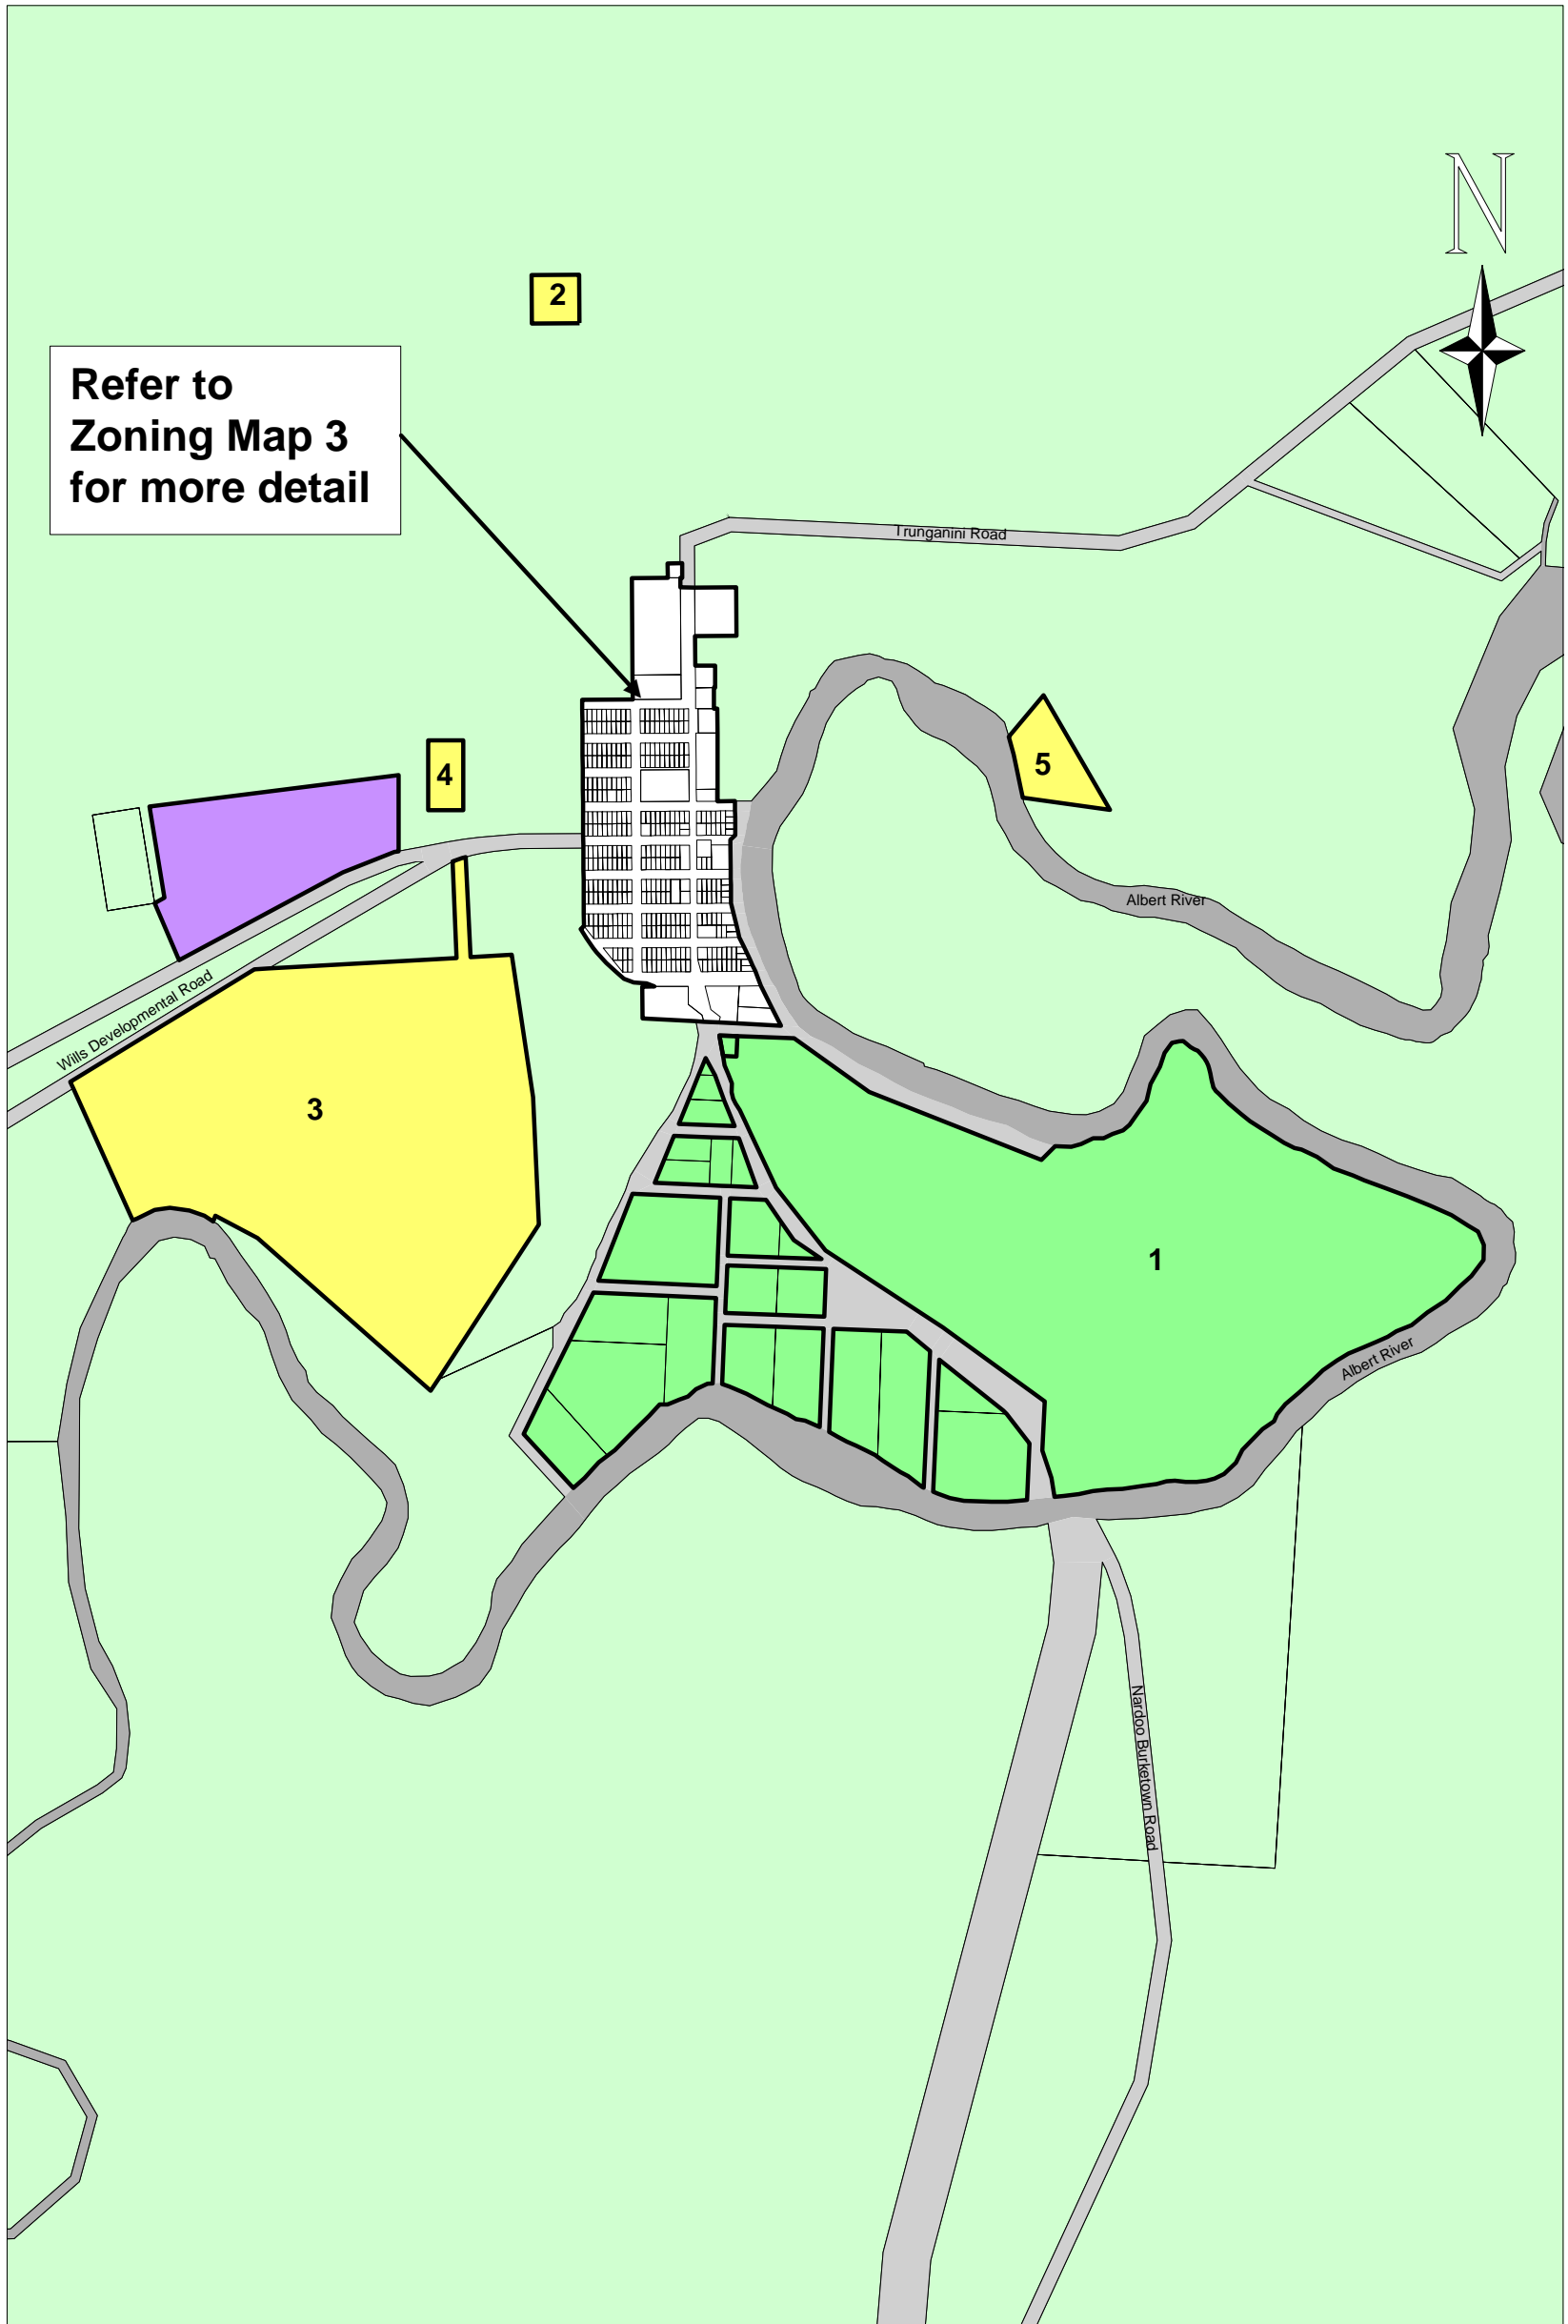 N
2
Refer to
Zoning Map 3
for more detail
Trunganini Road
4
5
Albert River
Wills Developmental Road
3
1
Albert River
Nardoo Burketown Road